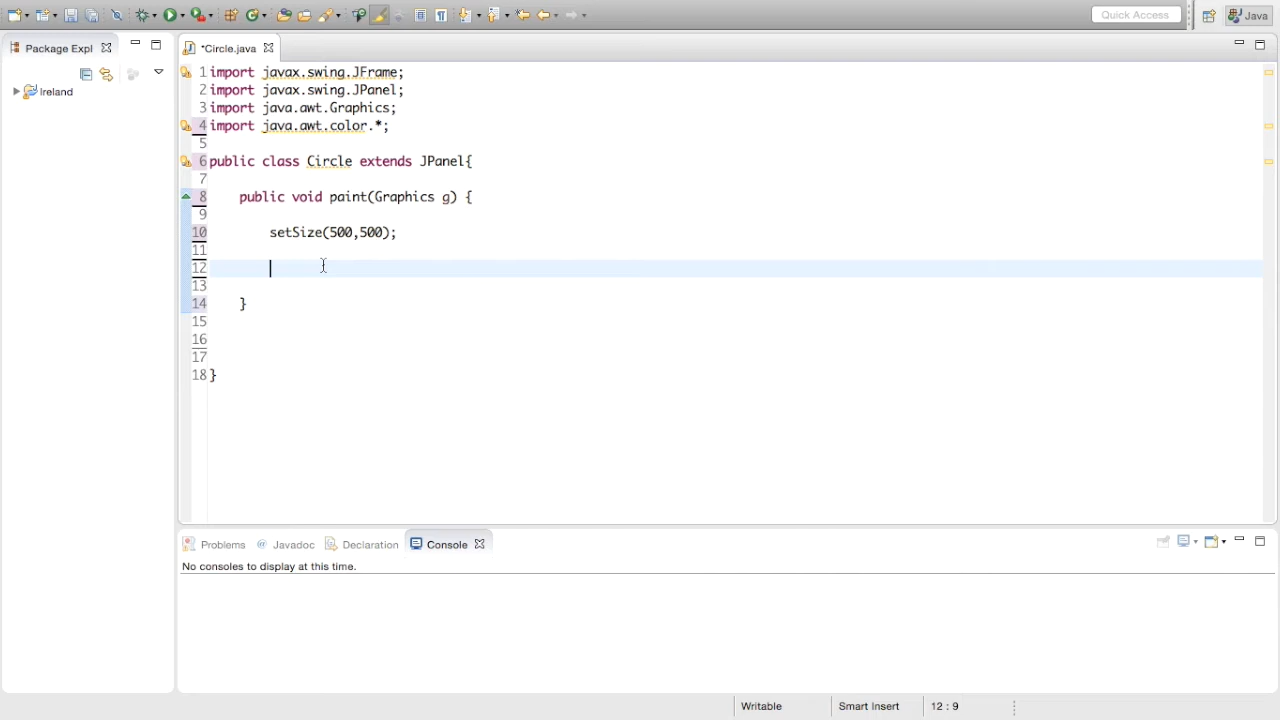 Quick Access
Java
Package Expl
*Circle.java
Ireland
1 import javax.swing.JFrame;
2 import javax.swing.JPanel;
3 import java.awt.Graphics;
4 import java.awt.color.*;
5
6 public class Circle extends JPanel{
7
8 public void paint(Graphics g) {
9
10 setSize(500,500);
11
12
13
14 }
15
16
17
18 }
Problems @ Javadoc Declaration Console
No consoles to display at this time.
Writable Smart Insert 12 : 9